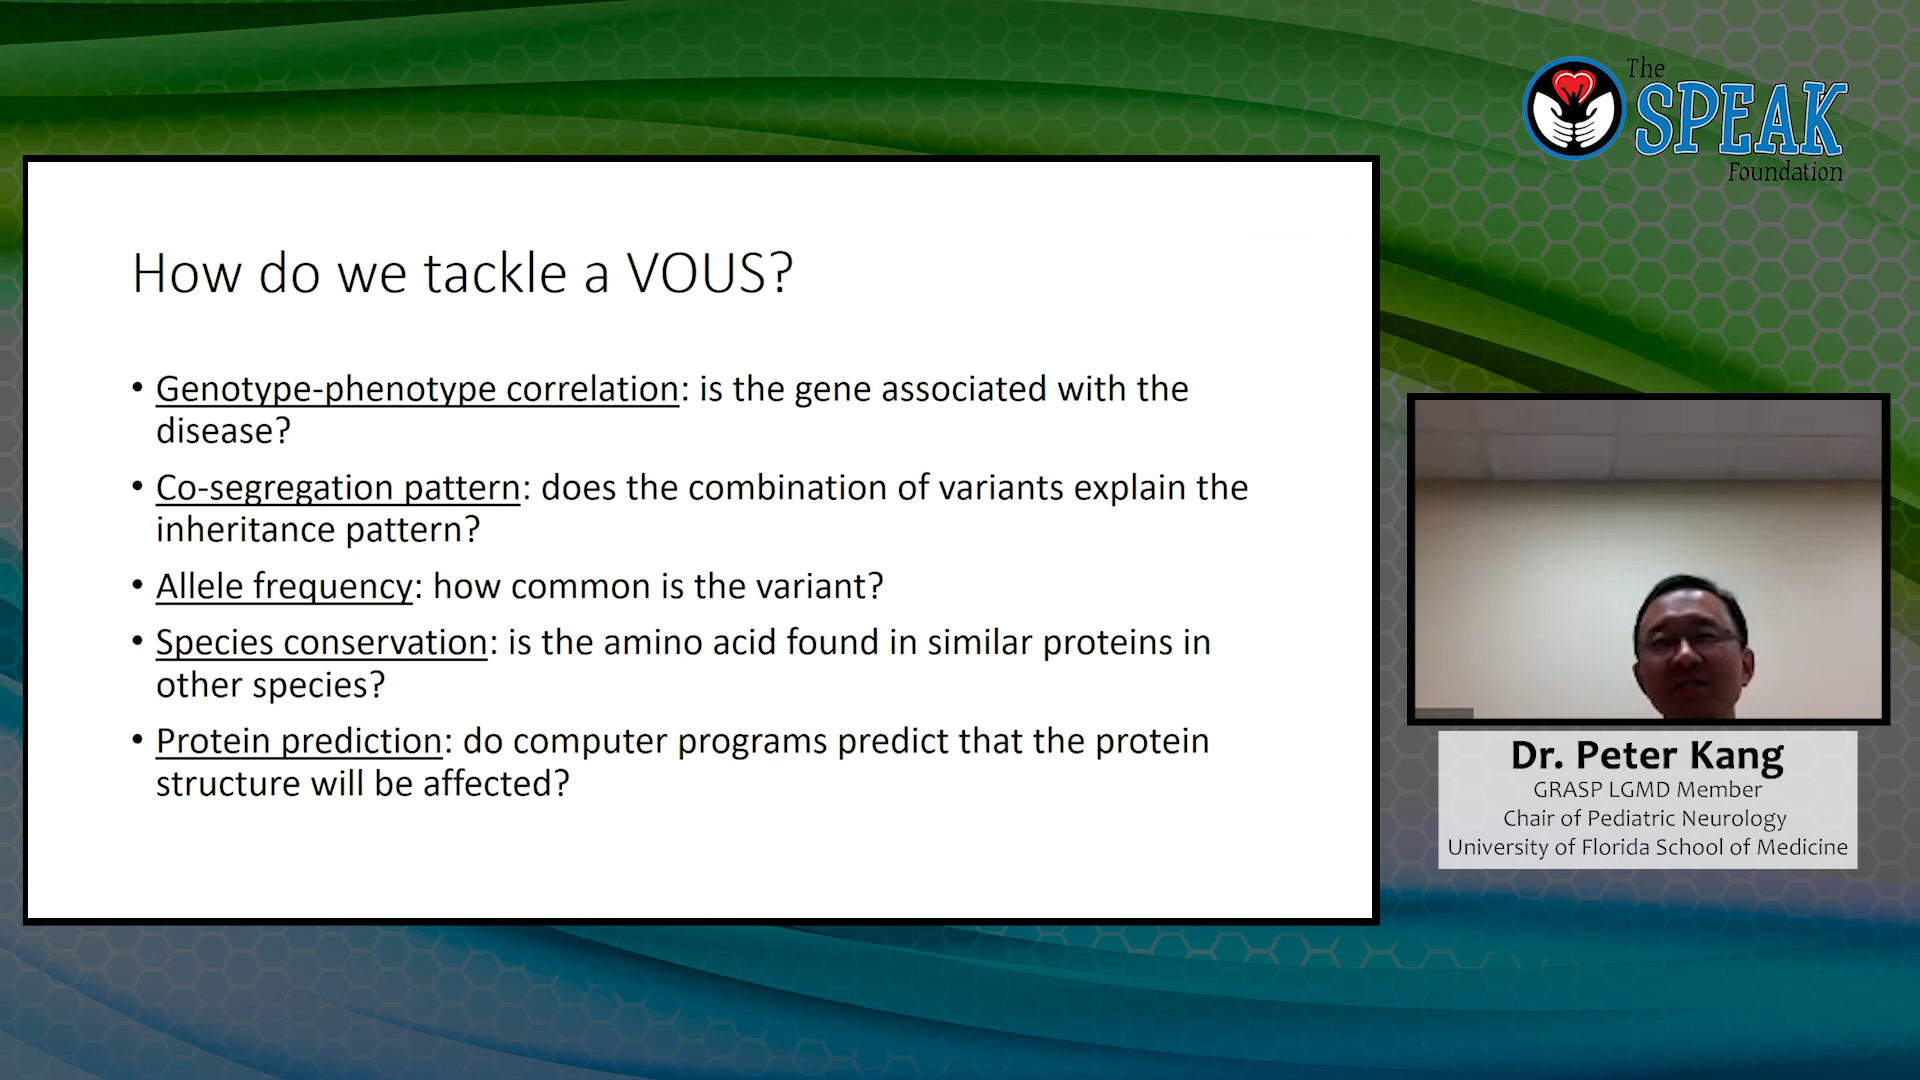 The
SPEAK
Foundation
How do we tackle a VOUS?
• Genotype-phenotype correlation: is the gene associated with the
disease?
• Co-segregation pattern: does the combination of variants explain the
inheritance pattern?
• Allele frequency: how common is the variant?
• Species conservation: is the amino acid found in similar proteins in
other species?
• Protein prediction: do computer programs predict that the protein
structure will be affected?
Dr. Peter Kang
GRASP LGMD Member
Chair of Pediatric Neurology
University of Florida School of Medicine